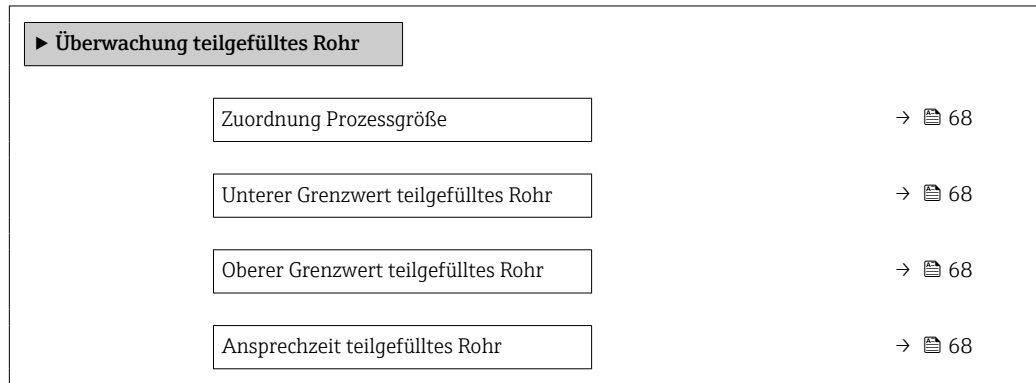 ▶ Überwachung teilgefülltes Rohr
Zuordnung Prozessgröße → 68
Unterer Grenzwert teilgefülltes Rohr → 68
Oberer Grenzwert teilgefülltes Rohr → 68
Ansprechzeit teilgefülltes Rohr → 68